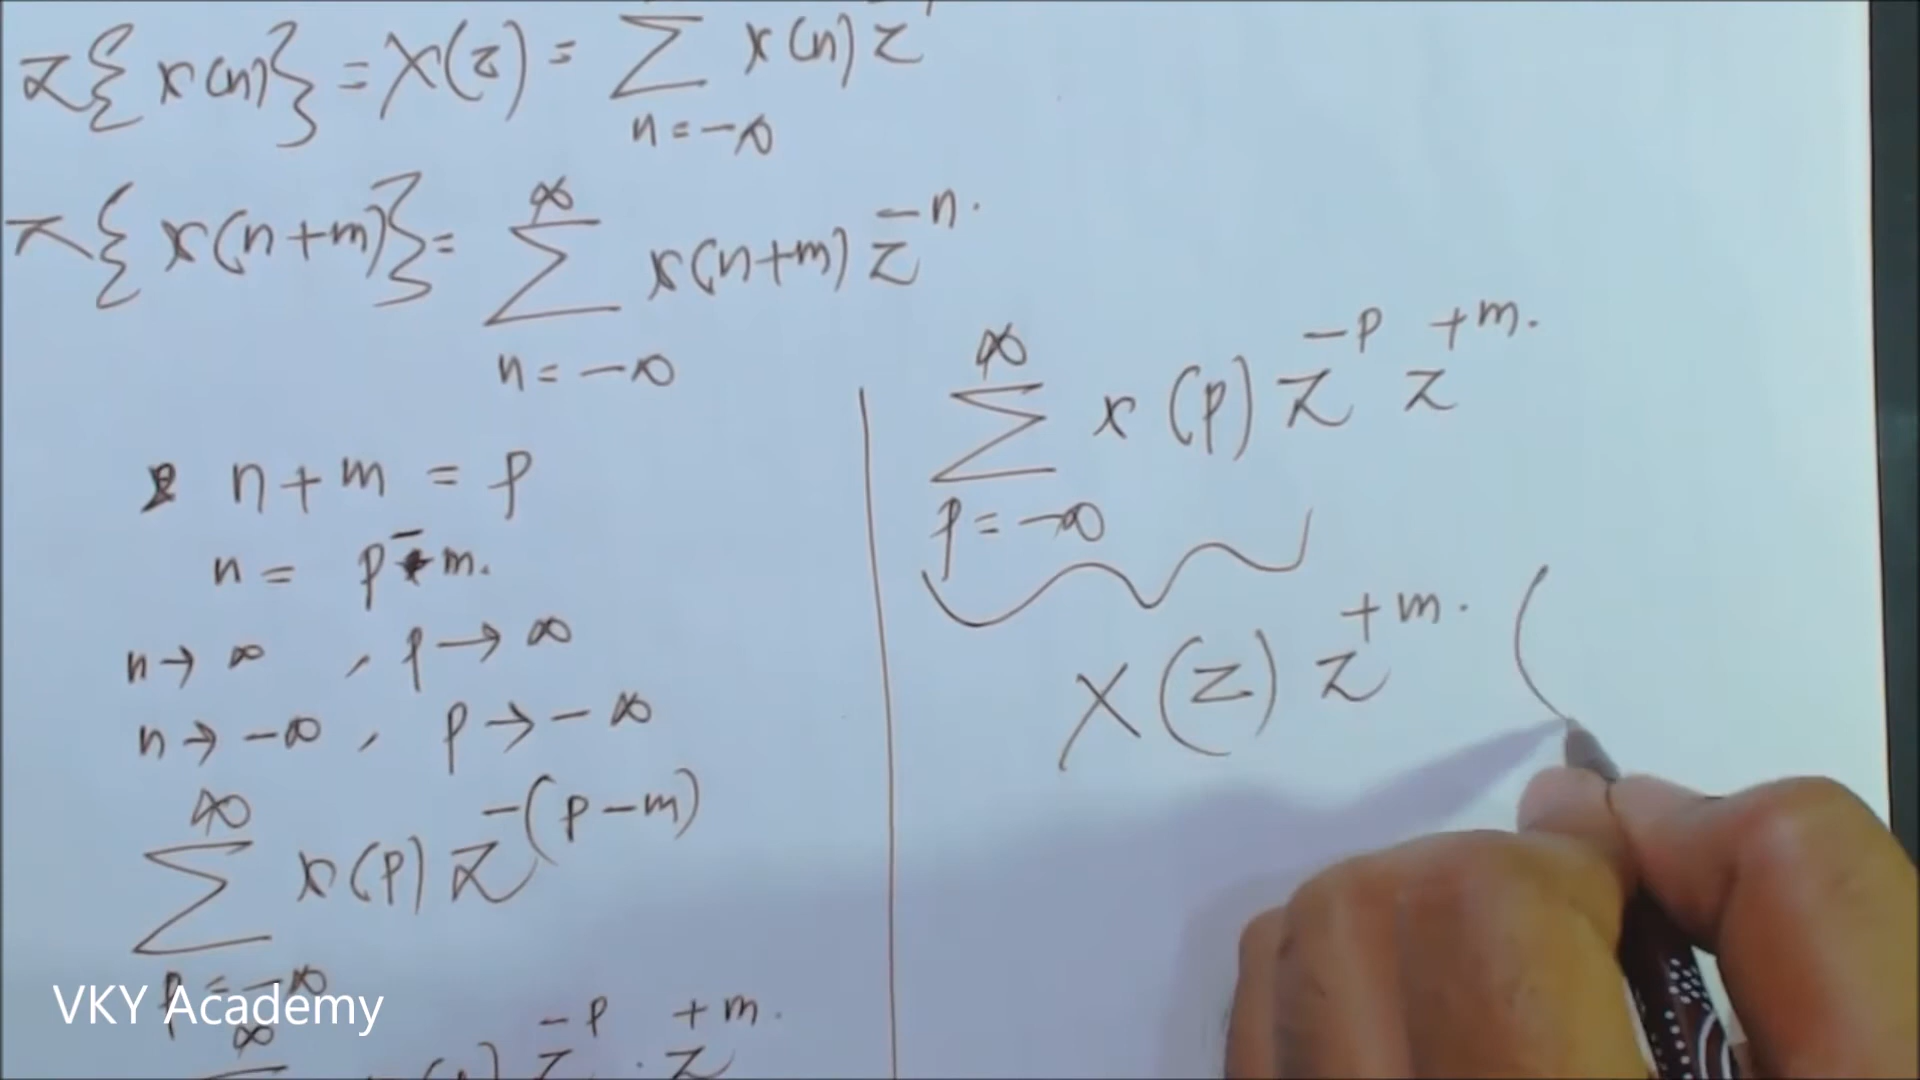 Z{x(n)} = X(z) = Σ x(n) z⁻
n = -∞
Z{x(n+m)} = Σ x(n+m) z^{-n}.
∞
n = -∞
n + m = p
n = p - m.
n → ∞ , p → ∞
n → -∞ , p → -∞
∞
Σ x(p) z^{-(p-m)}
p = -∞
∞
z^{-p} . z^{+m}.
∞
Σ x(p) z^{-p} z^{+m}.
p = -∞
X(z) z^{+m}.
(
VKY Academy